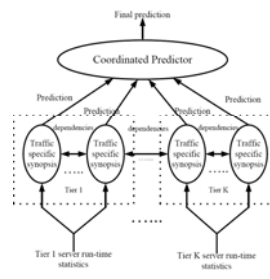 Final prediction
Coordinated Predictor
Prediction
Prediction
Prediction
Prediction
dependencies
dependencies
dependencies
Traffic
specific
synopsis
Traffic
specific
synopsis
Traffic
specific
synopsis
Traffic
specific
synopsis
......
......
......
Tier 1
Tier K
......
Tier 1 server run-time
statistics
Tier K server run-time
statistics